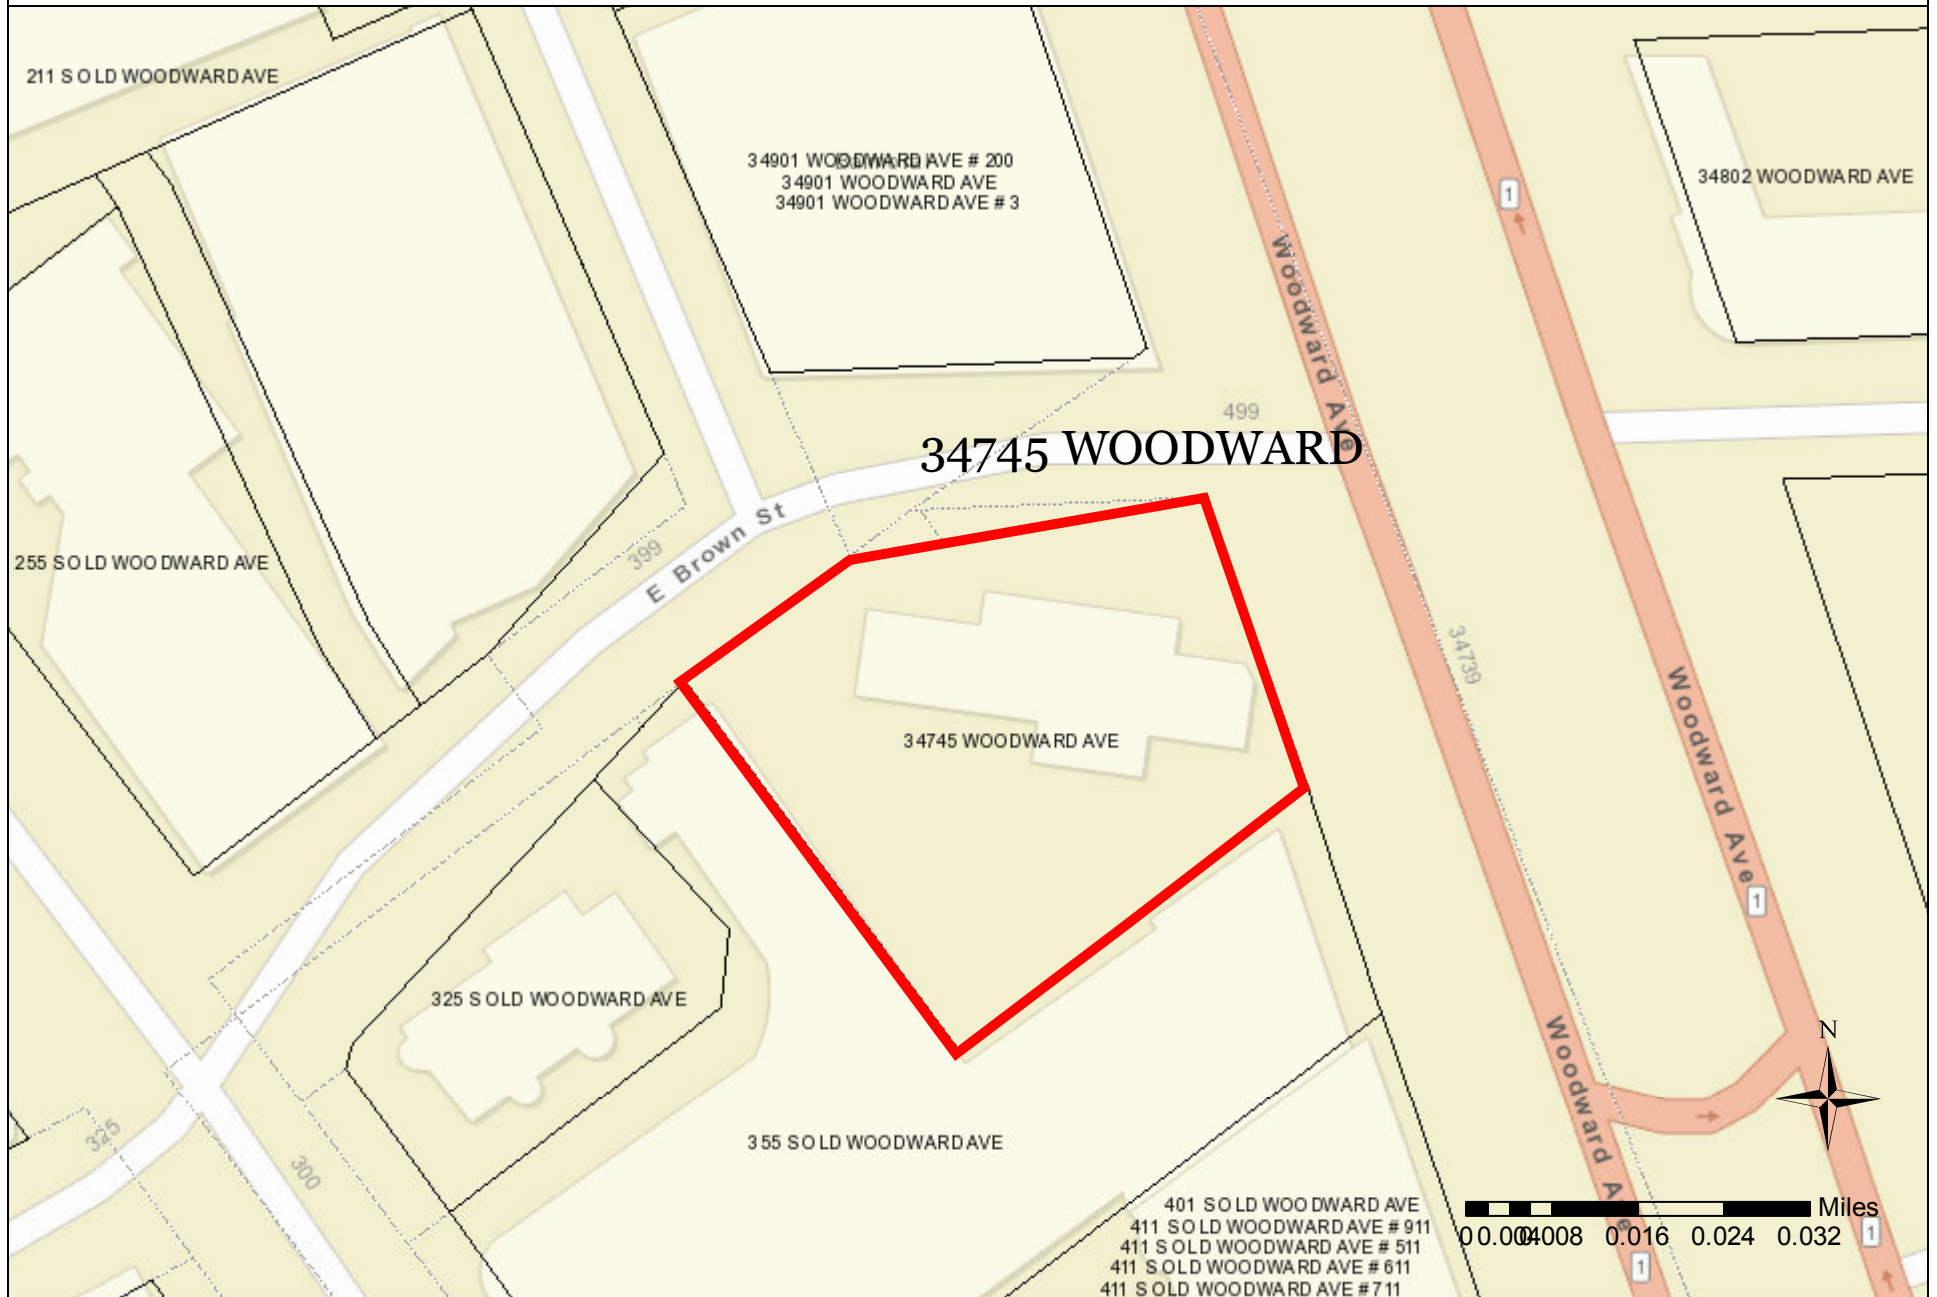 211 S OLD WOODWARD AVE
34901 WOODWARD AVE # 200
34901 WOODWARD AVE
34901 WOODWARD AVE # 3
34802 WOODWARD AVE
1
Woodward Ave
499
34745 WOODWARD
E Brown St
399
255 S OLD WOODWARD AVE
34739
Woodward Ave
34745 WOODWARD AVE
1
325 S OLD WOODWARD AVE
N
Woodward Ave
325
300
355 S OLD WOODWARD AVE
401 S OLD WOODWARD AVE
411 S OLD WOODWARD AVE # 911
411 S OLD WOODWARD AVE # 511
411 S OLD WOODWARD AVE # 611
411 S OLD WOODWARD AVE # 711
Miles
0 0.004 0.008 0.016 0.024 0.032
1
1